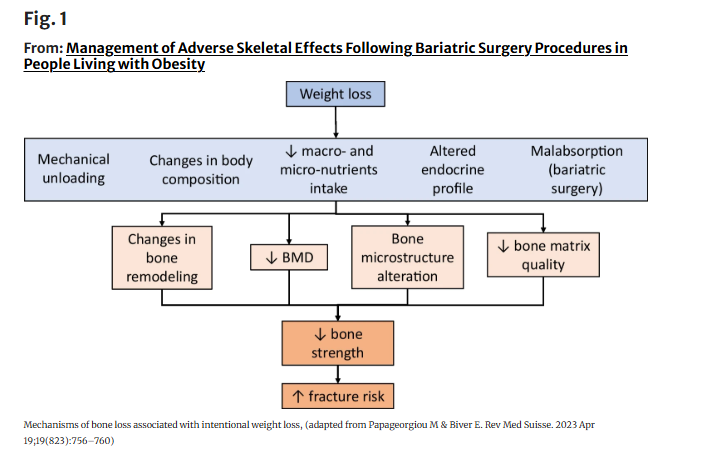 Fig. 1
From: Management of Adverse Skeletal Effects Following Bariatric Surgery Procedures in
People Living with Obesity
Weight loss
Mechanical
unloading
Changes in body
composition
↓ macro- and
micro-nutrients
intake
Altered
endocrine
profile
Malabsorption
(bariatric
surgery)
Changes in
bone
remodeling
↓ BMD
Bone
microstructure
alteration
↓ bone matrix
quality
↓ bone
strength
↑ fracture risk
Mechanisms of bone loss associated with intentional weight loss, (adapted from Papageorgiou M & Biver E. Rev Med Suisse. 2023 Apr
19;19(823):756–760)